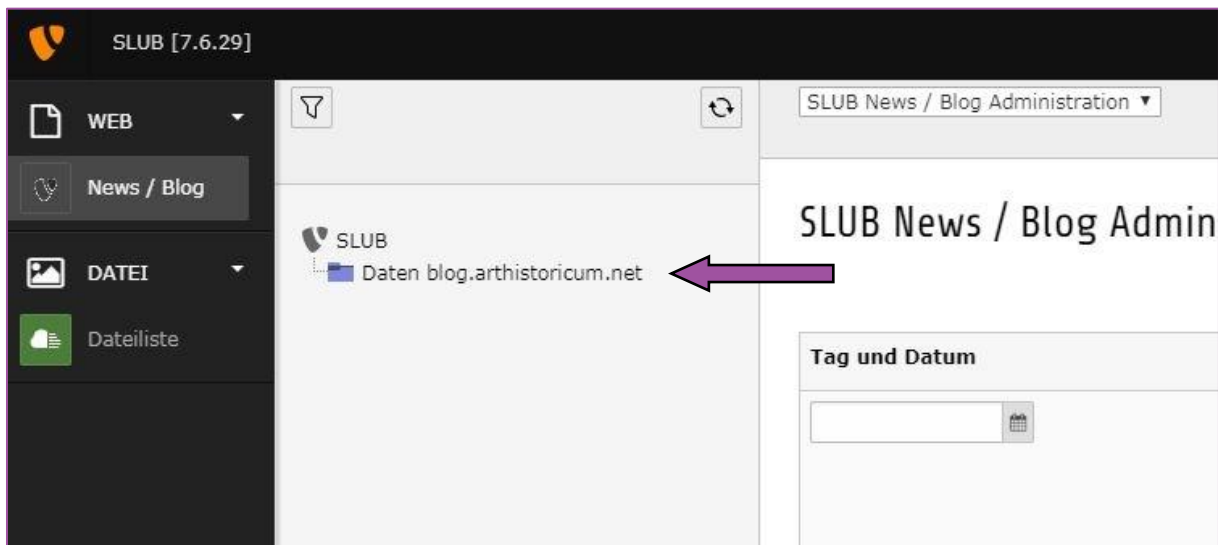 SLUB [7.6.29]
WEB
News / Blog
DATEI
Dateiliste
SLUB
Daten blog.arthistoricum.net
SLUB News / Blog Administration
SLUB News / Blog Admin
Tag und Datum